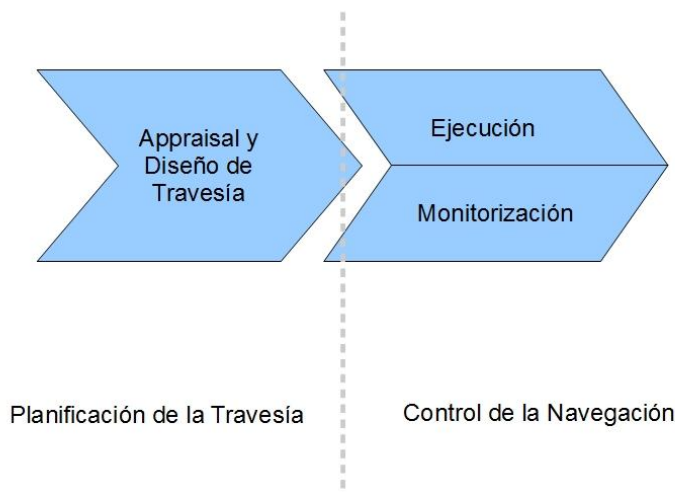 Appraisal y
Diseño de
Travesía
Ejecución
Monitorización
Planificación de la Travesía
Control de la Navegación